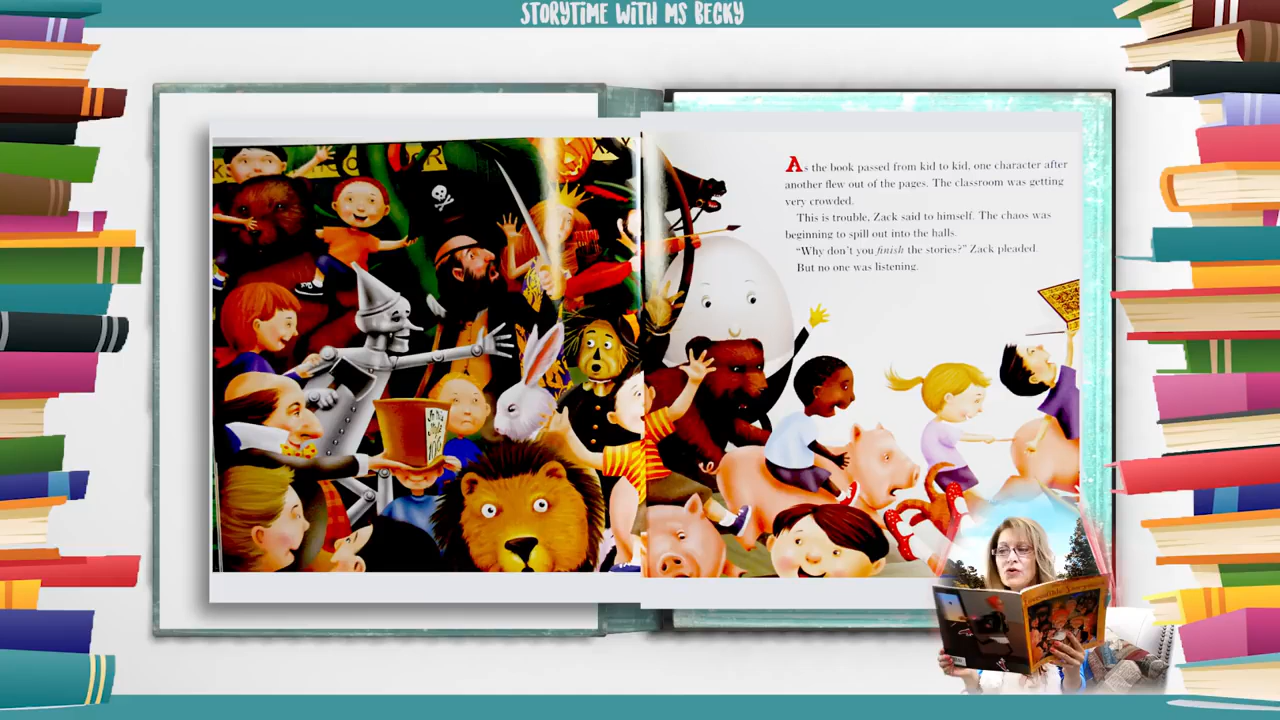 STORYTIME WITH MS BECKY
As the book passed from kid to kid, one character after
another flew out of the pages. The classroom was getting
very crowded.
This is trouble, Zack said to himself. The chaos was
beginning to spill out into the halls.
“Why don’t you finish the stories?” Zack pleaded.
But no one was listening.